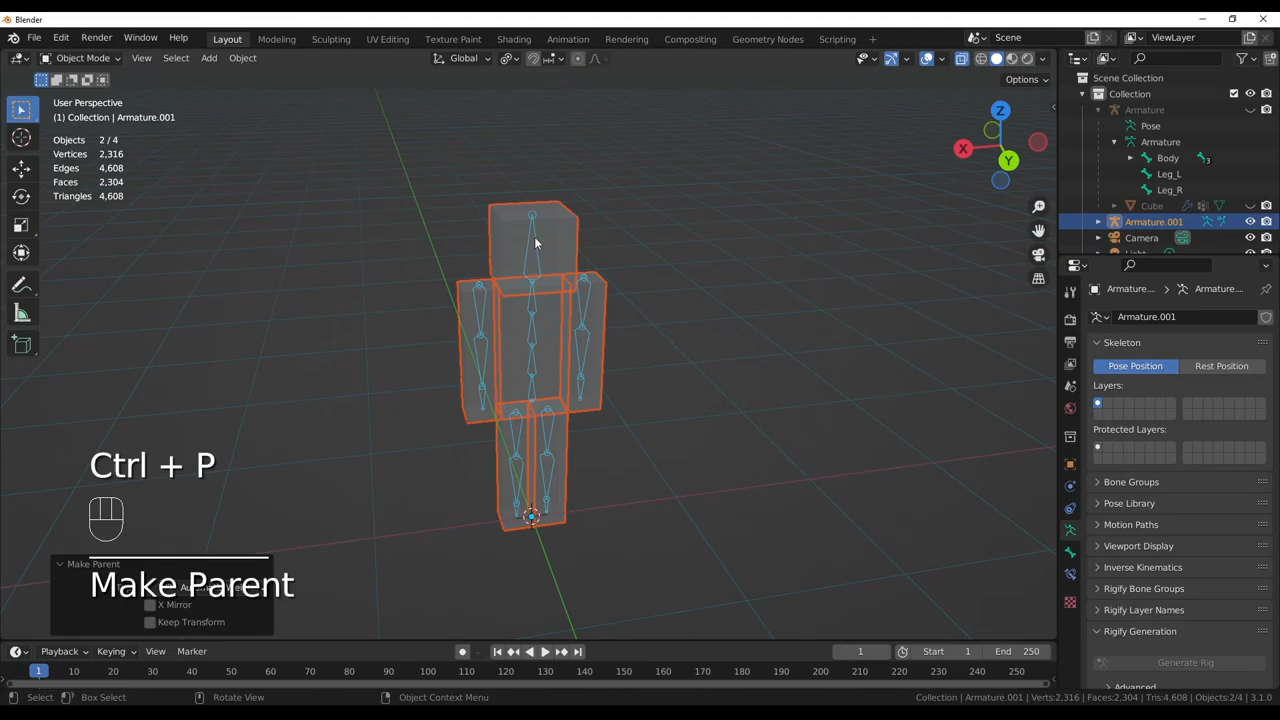 Blender
File Edit Render Window Help
Layout Modeling Sculpting UV Editing Texture Paint Shading Animation Rendering Compositing Geometry Nodes Scripting +
Scene
ViewLayer
Object Mode View Select Add Object
Global
Options
User Perspective
(1) Collection | Armature.001
Objects 2 / 4
Vertices 2,316
Edges 4,608
Faces 2,304
Triangles 4,608
Z
X
Y
Scene Collection
Collection
Armature
Pose
Armature
Body 3
Leg_L
Leg_R
Cube
Armature.001
Camera
Armature.... > Armature....
Armature.001
Skeleton
Pose Position Rest Position
Layers:
Protected Layers:
Bone Groups
Pose Library
Motion Paths
Viewport Display
Inverse Kinematics
Rigify Bone Groups
Rigify Layer Names
Rigify Generation
Generate Rig
Advanced
Ctrl + P
Make Parent
Make Parent
X Mirror
Keep Transform
Playback Keying View Marker
1 Start 1 End 250
1 10 20 30 40 50 60 70 80 90 100 110 120 130 140 150 160 170 180 190 200 210 220 230 240 250
Select Box Select Rotate View Object Context Menu
Collection | Armature.001 | Verts:2,316 | Faces:2,304 | Tris:4,608 | Objects:2/4 | 3.1.0